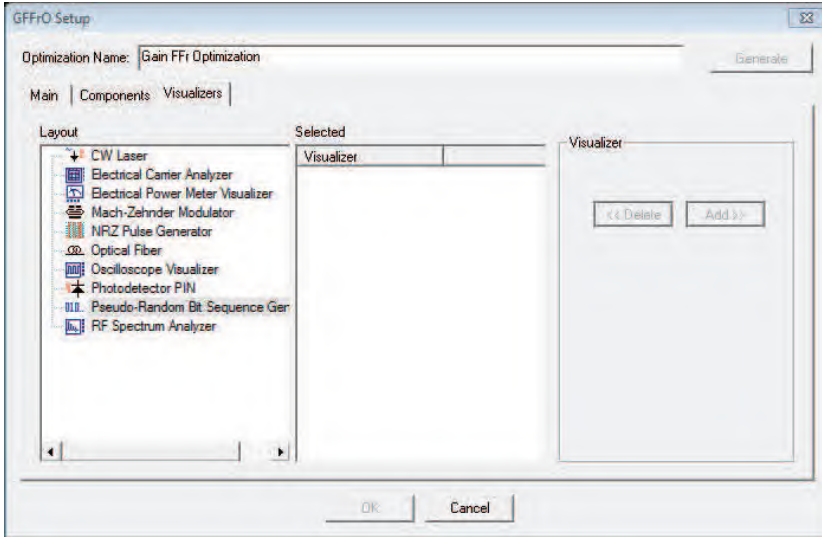 GFFrO Setup
Optimization Name: Gain FFr Optimization Generate
Main Components Visualizers
Layout Selected Visualizer
Visualizer
CW Laser
Electrical Carrier Analyzer
Electrical Power Meter Visualizer
Mach-Zehnder Modulator
NRZ Pulse Generator
Optical Fiber
Oscilloscope Visualizer
Photodetector PIN
Pseudo-Random Bit Sequence Gen
RF Spectrum Analyzer
<< Delete Add >>
OK Cancel